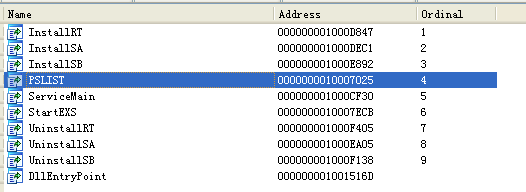 Name Address Ordinal
InstallRT 000000001000D847 1
InstallSA 000000001000DEC1 2
InstallSB 000000001000E892 3
PSLIST 0000000010007025 4
ServiceMain 000000001000CF30 5
StartEXS 0000000010007ECB 6
UninstallRT 000000001000F405 7
UninstallSA 000000001000EA05 8
UninstallSB 000000001000F138 9
DllEntryPoint 000000001001516D